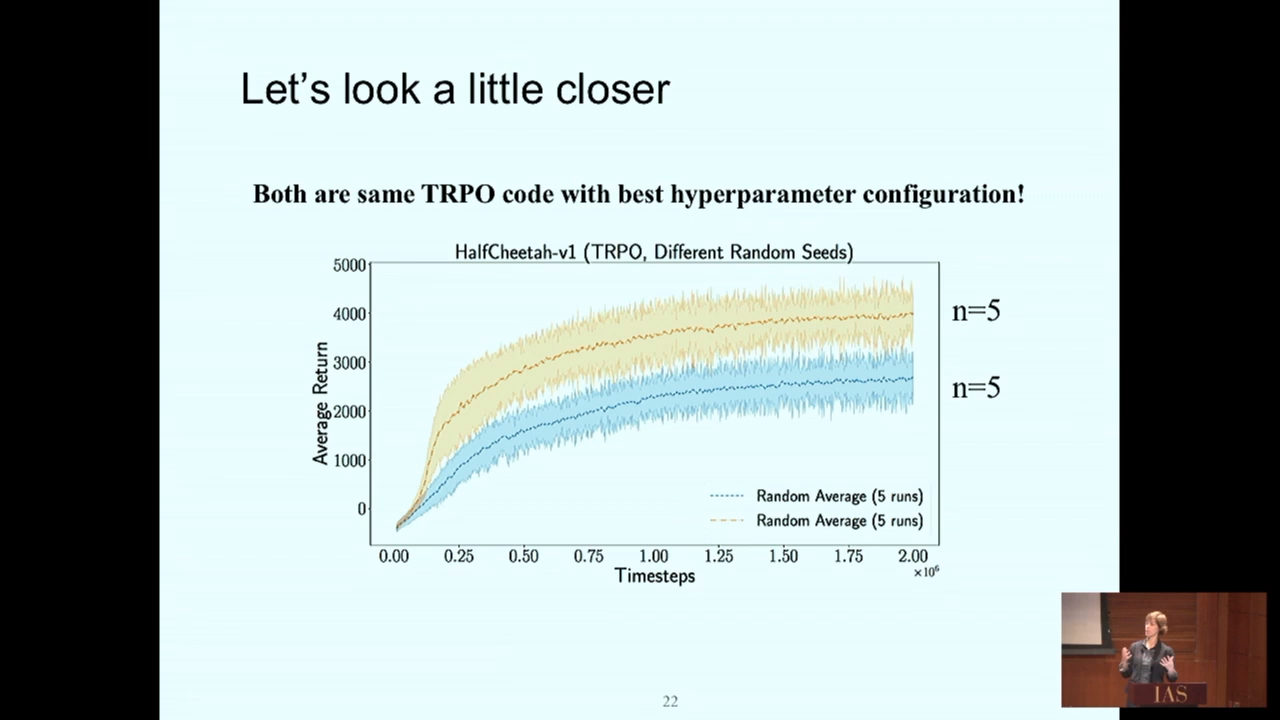 Let's look a little closer
Both are same TRPO code with best hyperparameter configuration!
HalfCheetah-v1 (TRPO, Different Random Seeds)
5000
4000
3000
2000
1000
0
Average Return
n=5
n=5
Random Average (5 runs)
Random Average (5 runs)
0.00 0.25 0.50 0.75 1.00 1.25 1.50 1.75 2.00
×10⁶
Timesteps
22
IAS